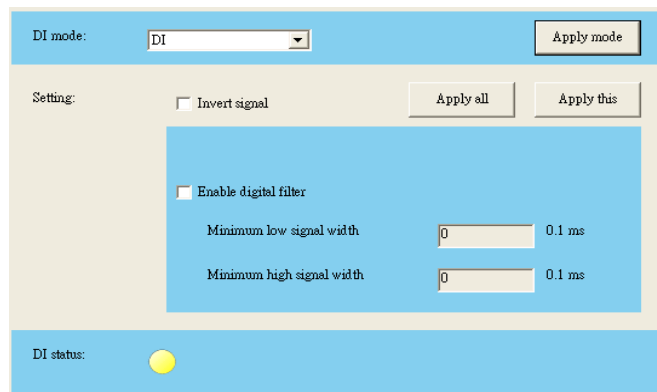 DI mode: DI Apply mode
Setting: Invert signal Apply all Apply this
Enable digital filter
Minimum low signal width 0 0.1 ms
Minimum high signal width 0 0.1 ms
DI status: